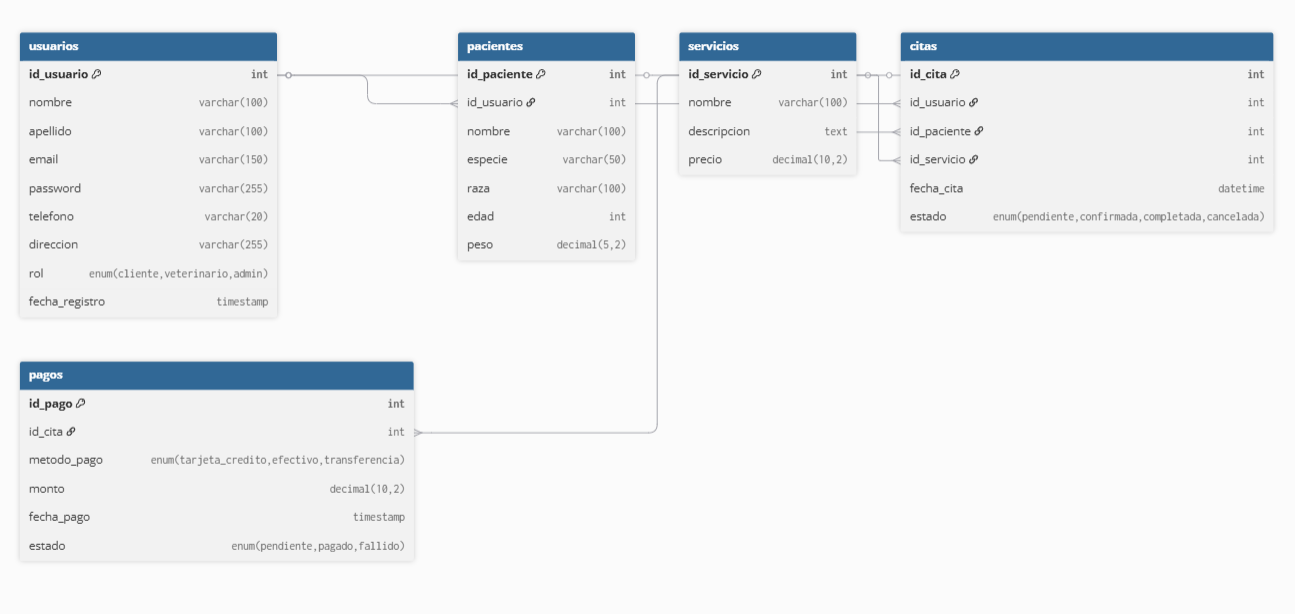 usuarios
id_usuario int
nombre varchar(100)
apellido varchar(100)
email varchar(150)
password varchar(255)
telefono varchar(20)
direccion varchar(255)
rol enum(cliente,veterinario,admin)
fecha_registro timestamp
pacientes
id_paciente int
id_usuario int
nombre varchar(100)
especie varchar(50)
raza varchar(100)
edad int
peso decimal(5,2)
servicios
id_servicio int
nombre varchar(100)
descripcion text
precio decimal(10,2)
citas
id_cita int
id_usuario int
id_paciente int
id_servicio int
fecha_cita datetime
estado enum(pendiente,confirmada,completada,cancelada)
pagos
id_pago int
id_cita int
metodo_pago enum(tarjeta_credito,efectivo,transferencia)
monto decimal(10,2)
fecha_pago timestamp
estado enum(pendiente,pagado,fallido)